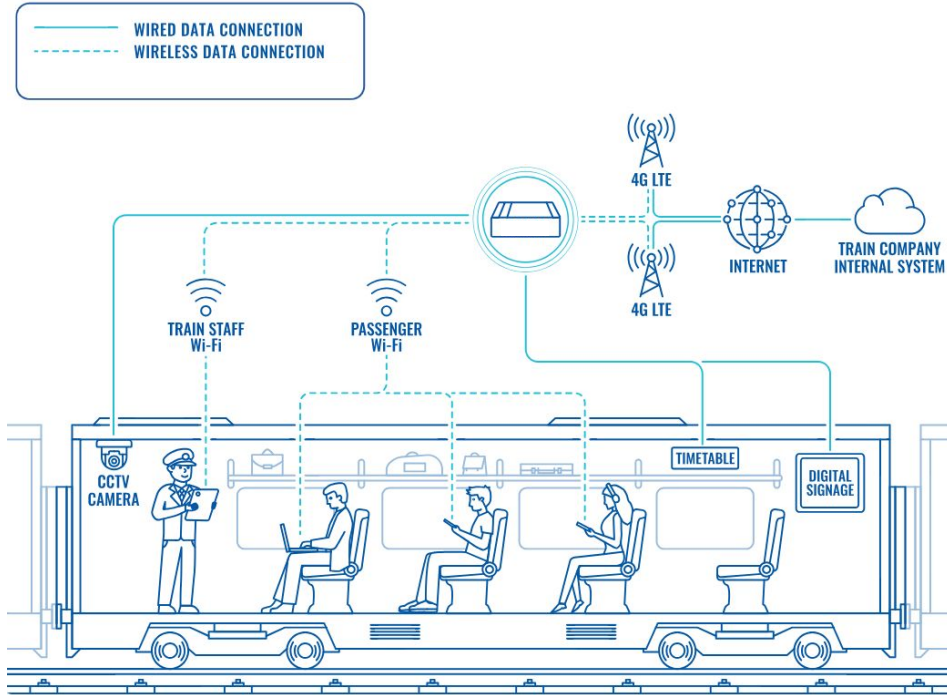 WIRED DATA CONNECTION
WIRELESS DATA CONNECTION
4G LTE
4G LTE
INTERNET
TRAIN COMPANY
INTERNAL SYSTEM
TRAIN STAFF
Wi-Fi
PASSENGER
Wi-Fi
CCTV
CAMERA
TIMETABLE
DIGITAL
SIGNAGE